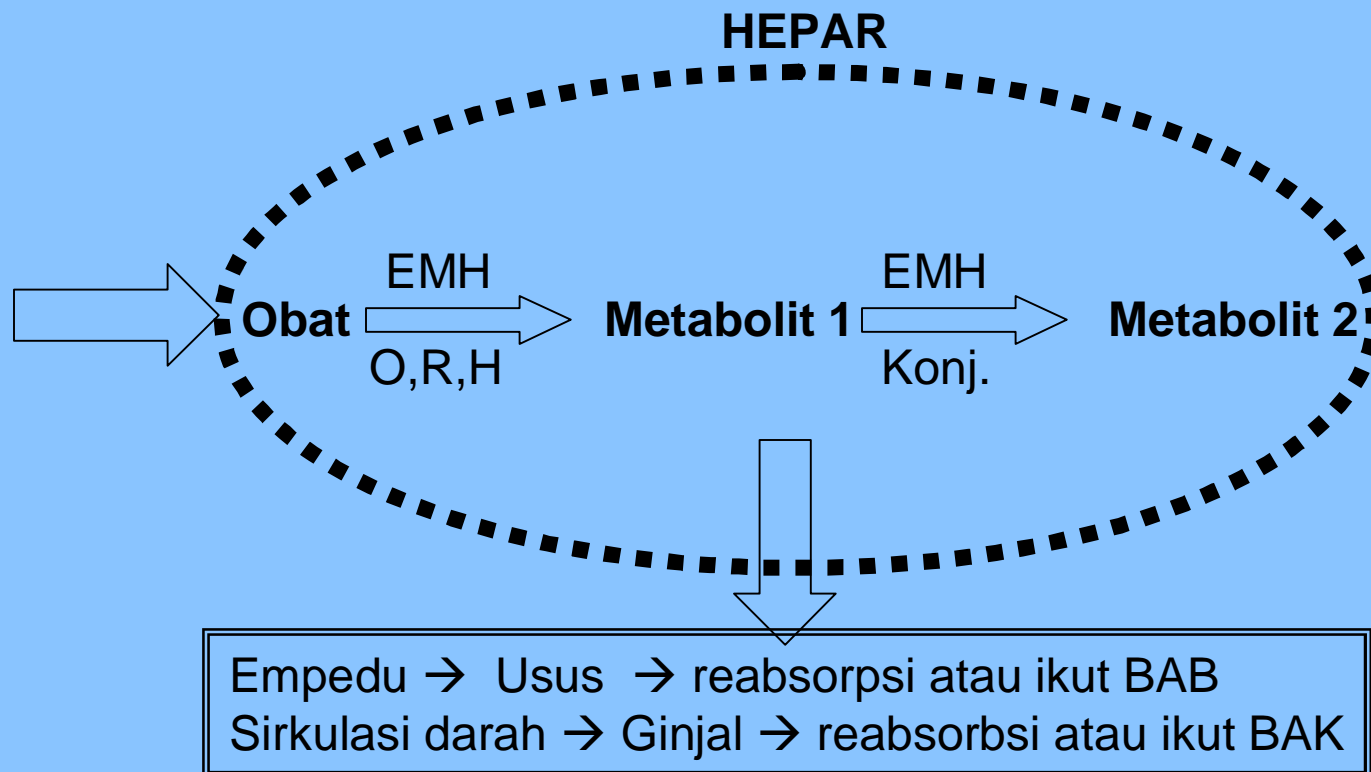 HEPAR
EMH
EMH
Obat
Metabolit 1
Metabolit 2
O,R,H
Konj.
Empedu → Usus → reabsorpsi atau ikut BAB
Sirkulasi darah → Ginjal → reabsorbsi atau ikut BAK